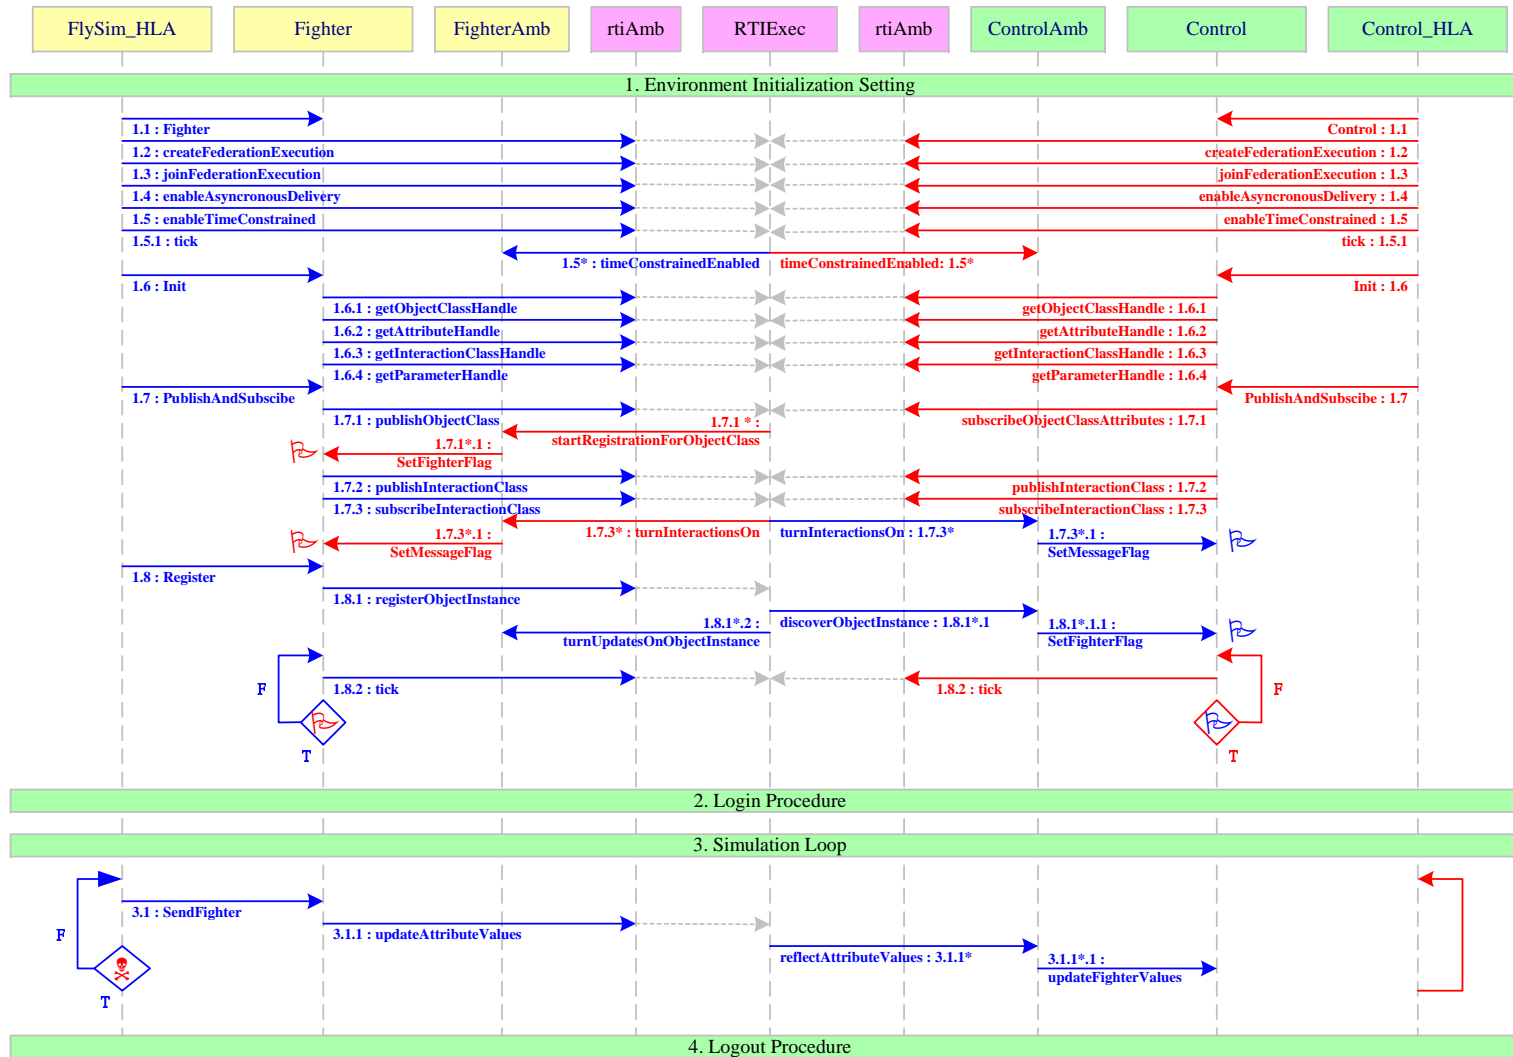 FlySim_HLA
Fighter
FighterAmb
rtiAmb
RTIExec
rtiAmb
ControlAmb
Control
Control_HLA
1. Environment Initialization Setting
1.1 : Fighter
Control : 1.1
1.2 : createFederationExecution
createFederationExecution : 1.2
1.3 : joinFederationExecution
joinFederationExecution : 1.3
1.4 : enableAsyncronousDelivery
enableAsyncronousDelivery : 1.4
1.5 : enableTimeConstrained
enableTimeConstrained : 1.5
1.5.1 : tick
tick : 1.5.1
1.5* : timeConstrainedEnabled
timeConstrainedEnabled: 1.5*
1.6 : Init
Init : 1.6
1.6.1 : getObjectClassHandle
getObjectClassHandle : 1.6.1
1.6.2 : getAttributeHandle
getAttributeHandle : 1.6.2
1.6.3 : getInteractionClassHandle
getInteractionClassHandle : 1.6.3
1.6.4 : getParameterHandle
getParameterHandle : 1.6.4
1.7 : PublishAndSubscibe
PublishAndSubscibe : 1.7
1.7.1 : publishObjectClass
1.7.1 * :
startRegistrationForObjectClass
subscribeObjectClassAttributes : 1.7.1
1.7.1*.1 :
SetFighterFlag
1.7.2 : publishInteractionClass
publishInteractionClass : 1.7.2
1.7.3 : subscribeInteractionClass
subscribeInteractionClass : 1.7.3
1.7.3*.1 :
SetMessageFlag
1.7.3* : turnInteractionsOn
turnInteractionsOn : 1.7.3*
1.7.3*.1 :
SetMessageFlag
1.8 : Register
1.8.1 : registerObjectInstance
1.8.1*.2 :
turnUpdatesOnObjectInstance
discoverObjectInstance : 1.8.1*.1
1.8.1*.1.1 :
SetFighterFlag
F
1.8.2 : tick
1.8.2 : tick
F
T
T
2. Login Procedure
3. Simulation Loop
3.1 : SendFighter
F
3.1.1 : updateAttributeValues
reflectAttributeValues : 3.1.1*
3.1.1*.1 :
updateFighterValues
T
4. Logout Procedure